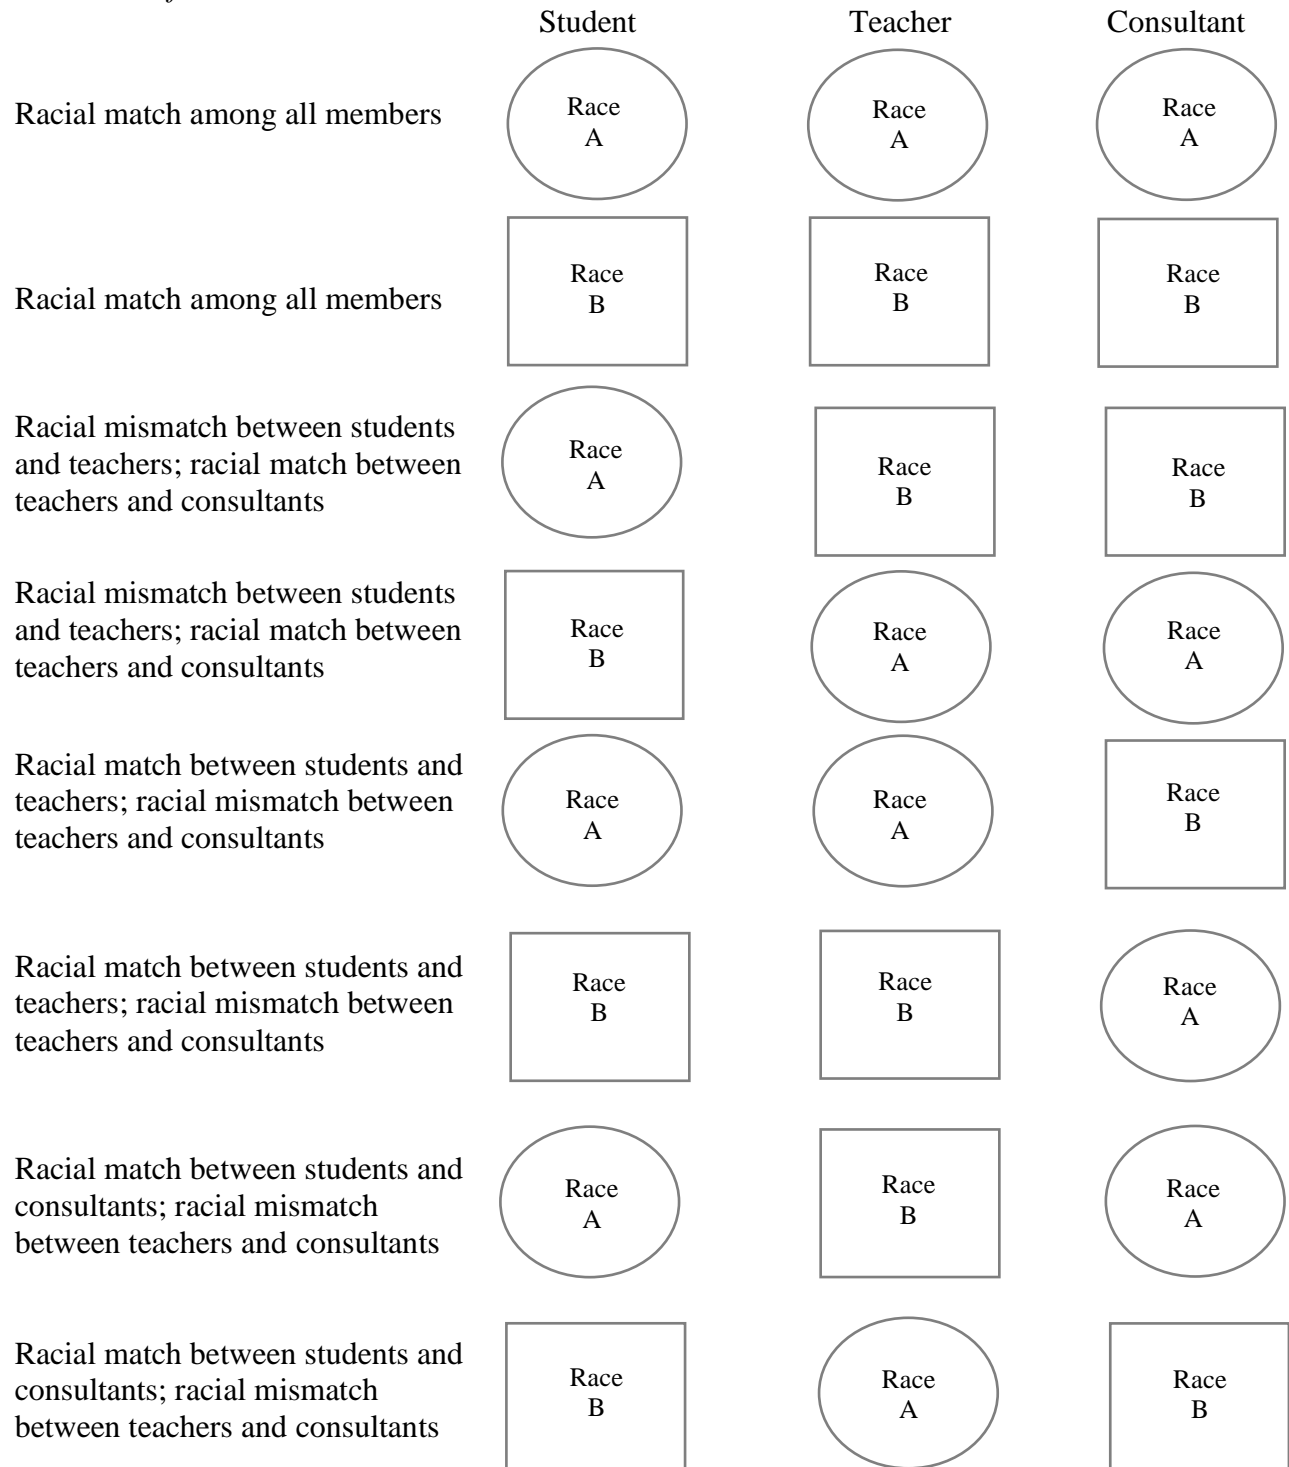 Student Teacher Consultant
Racial match among all members
Race
A
Race
A
Race
A
Racial match among all members
Race
B
Race
B
Race
B
Racial mismatch between students
and teachers; racial match between
teachers and consultants
Race
A
Race
B
Race
B
Racial mismatch between students
and teachers; racial match between
teachers and consultants
Race
B
Race
A
Race
A
Racial match between students and
teachers; racial mismatch between
teachers and consultants
Race
A
Race
A
Race
B
Racial match between students and
teachers; racial mismatch between
teachers and consultants
Race
B
Race
B
Race
A
Racial match between students and
consultants; racial mismatch
between teachers and consultants
Race
A
Race
B
Race
A
Racial match between students and
consultants; racial mismatch
between teachers and consultants
Race
B
Race
A
Race
B